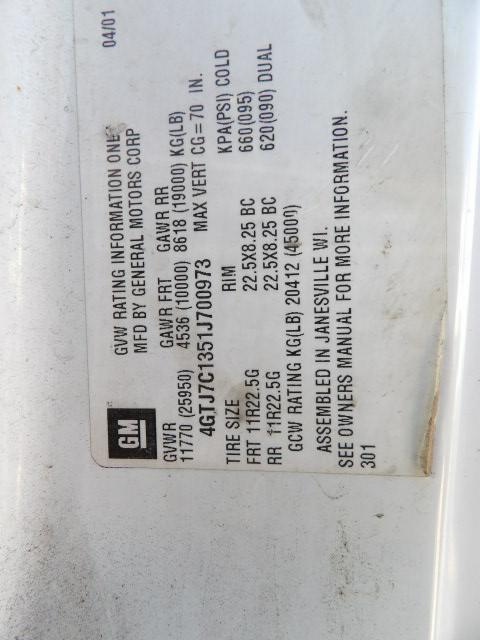 GVW RATING INFORMATION ONLY 04/01
MFD BY GENERAL MOTORS CORP
GM
GVWR GAWR FRT GAWR RR
11770 (25950) 4536 (10000) 8618 (19000) KG(LB)
4GTJ7C1351J700973 MAX VERT CG=70 IN.
TIRE SIZE RIM KPA(PSI) COLD
FRT 11R22.5G 22.5X8.25 BC 660(095)
RR 11R22.5G 22.5X8.25 BC 620(090) DUAL
GCW RATING KG(LB) 20412 (45000)
ASSEMBLED IN JANESVILLE WI.
SEE OWNERS MANUAL FOR MORE INFORMATION.
301